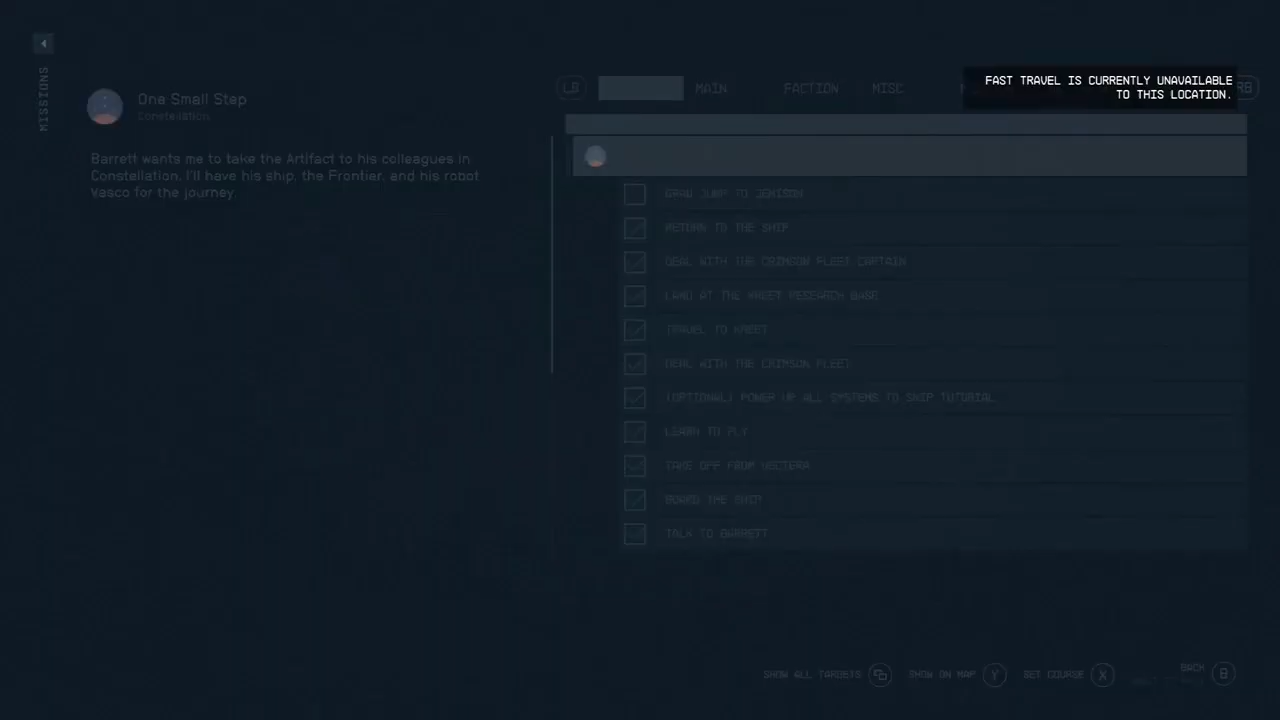 FAST TRAVEL IS CURRENTLY UNAVAILABLE
TO THIS LOCATION.
MISSIONS
One Small Step
Constellation
Barrett wants me to take the Artifact to his colleagues in
Constellation. I'll have his ship, the Frontier, and his robot
Vasco for the journey.
LB MAIN FACTION MISC RB
GRAV JUMP TO JEMISON
RETURN TO THE SHIP
DEAL WITH THE CRIMSON FLEET CAPTAIN
LAND AT THE KREET RESEARCH BASE
TRAVEL TO KREET
DEAL WITH THE CRIMSON FLEET
(OPTIONAL) POWER UP ALL SYSTEMS TO SKIP TUTORIAL
LEARN TO FLY
TAKE OFF FROM VECTERA
BOARD THE SHIP
TALK TO BARRETT
SHOW ALL TARGETS SHOW ON MAP Y SET COURSE X BACK B